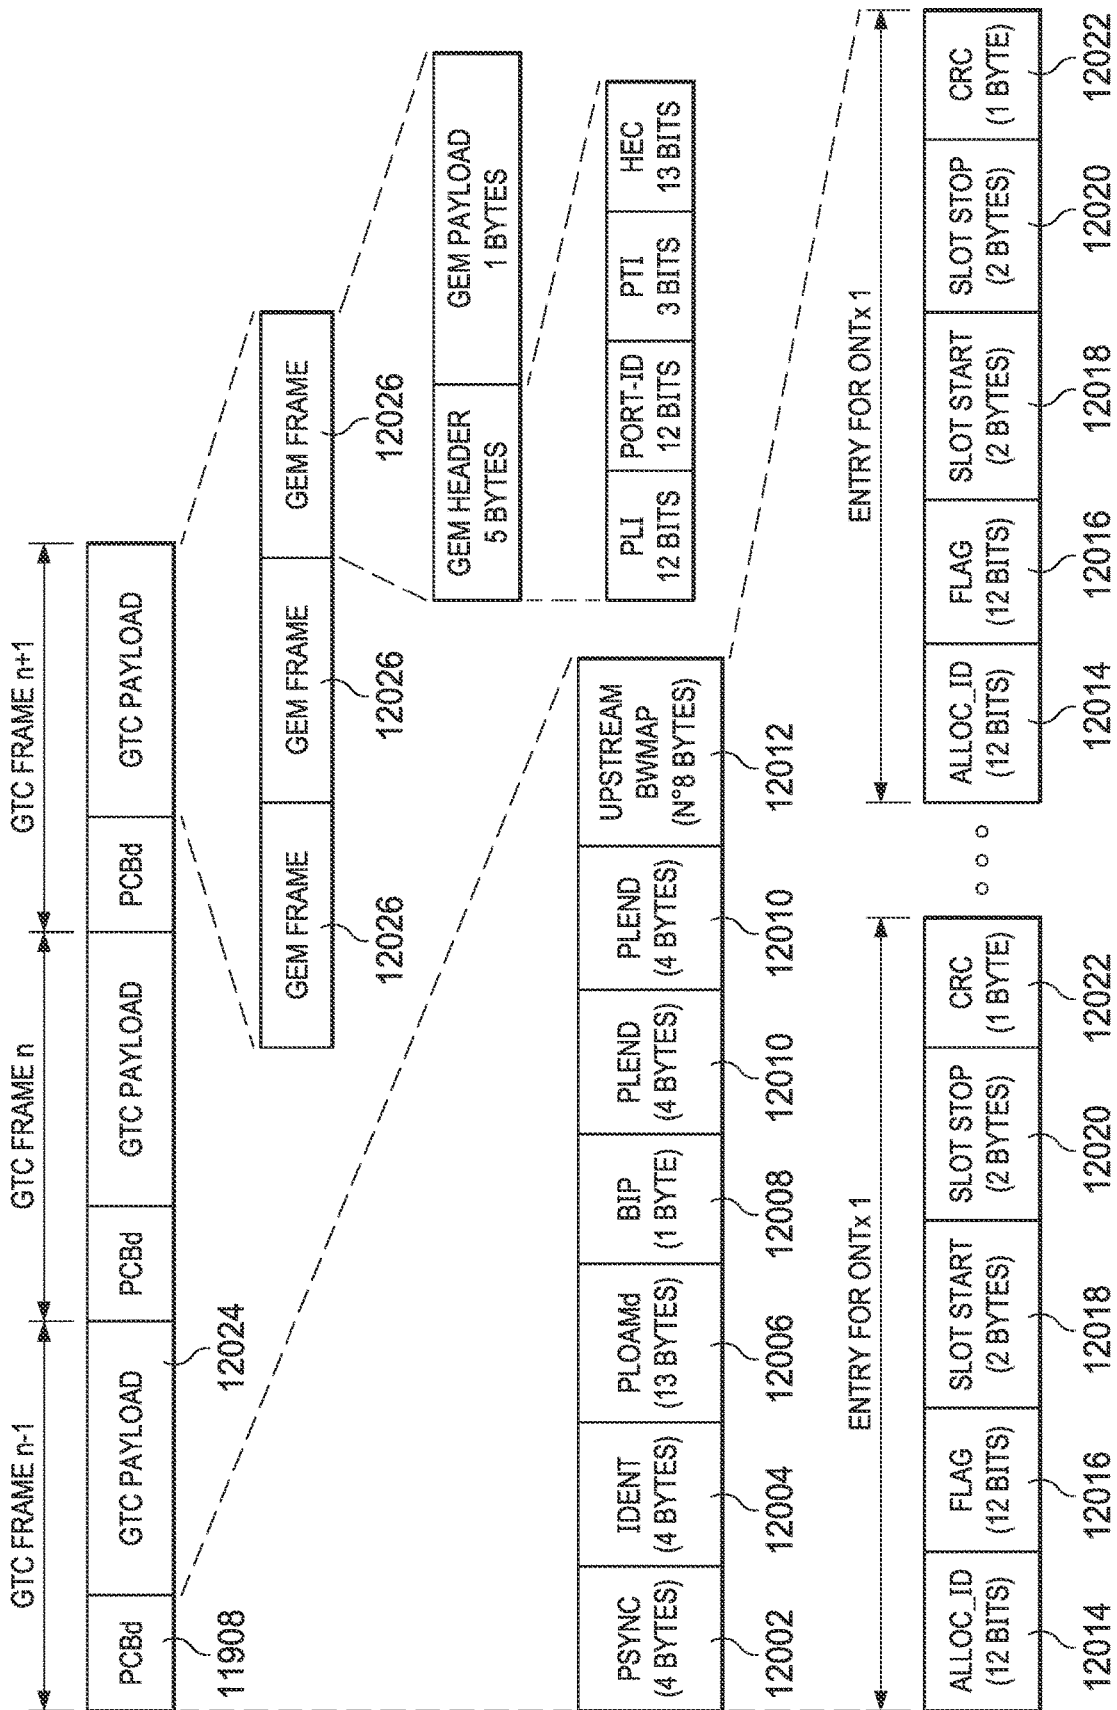 GTC FRAME n-1
GTC FRAME n
GTC FRAME n+1
PCBd
GTC PAYLOAD
PCBd
GTC PAYLOAD
PCBd
GTC PAYLOAD
11908
12024
GEM FRAME
GEM FRAME
GEM FRAME
12026
12026
12026
GEM HEADER
5 BYTES
GEM PAYLOAD
1 BYTES
PLI
12 BITS
PORT-ID
12 BITS
PTI
3 BITS
HEC
13 BITS
PSYNC
(4 BYTES)
IDENT
(4 BYTES)
PLOAMd
(13 BYTES)
BIP
(1 BYTE)
PLEND
(4 BYTES)
PLEND
(4 BYTES)
UPSTREAM
BWMAP
(N°8 BYTES)
12002
12004
12006
12008
12010
12010
12012
ENTRY FOR ONTx 1
ALLOC_ID
(12 BITS)
FLAG
(12 BITS)
SLOT START
(2 BYTES)
SLOT STOP
(2 BYTES)
CRC
(1 BYTE)
12014
12016
12018
12020
12022
ENTRY FOR ONTx 1
ALLOC_ID
(12 BITS)
FLAG
(12 BITS)
SLOT START
(2 BYTES)
SLOT STOP
(2 BYTES)
CRC
(1 BYTE)
12014
12016
12018
12020
12022